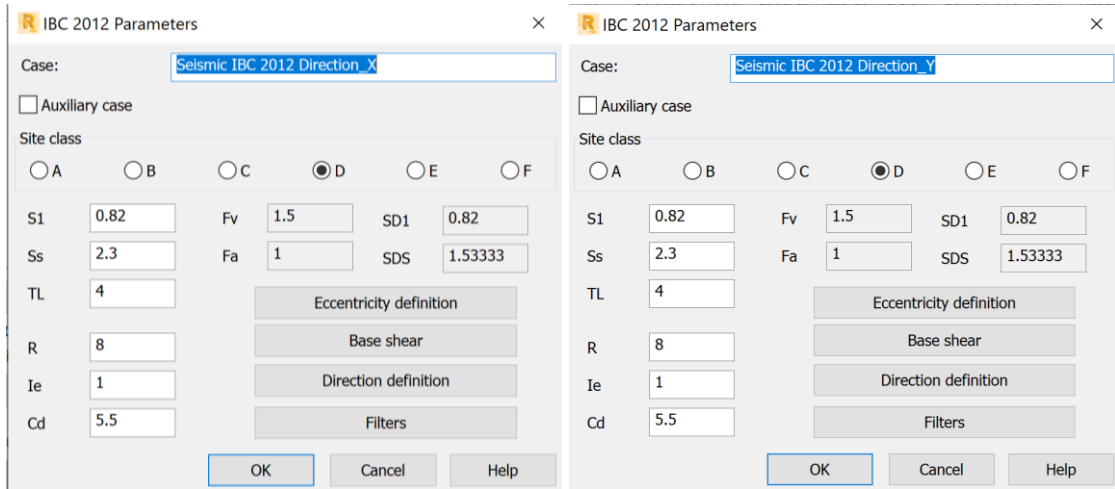 IBC 2012 Parameters
Case: Seismic IBC 2012 Direction_X
Auxiliary case
Site class
A B C D E F
S1 0.82 Fv 1.5 SD1 0.82
Ss 2.3 Fa 1 SDS 1.53333
TL 4 Eccentricity definition
R 8 Base shear
Ie 1 Direction definition
Cd 5.5 Filters
OK Cancel Help
IBC 2012 Parameters
Case: Seismic IBC 2012 Direction_Y
Auxiliary case
Site class
A B C D E F
S1 0.82 Fv 1.5 SD1 0.82
Ss 2.3 Fa 1 SDS 1.53333
TL 4 Eccentricity definition
R 8 Base shear
Ie 1 Direction definition
Cd 5.5 Filters
OK Cancel Help